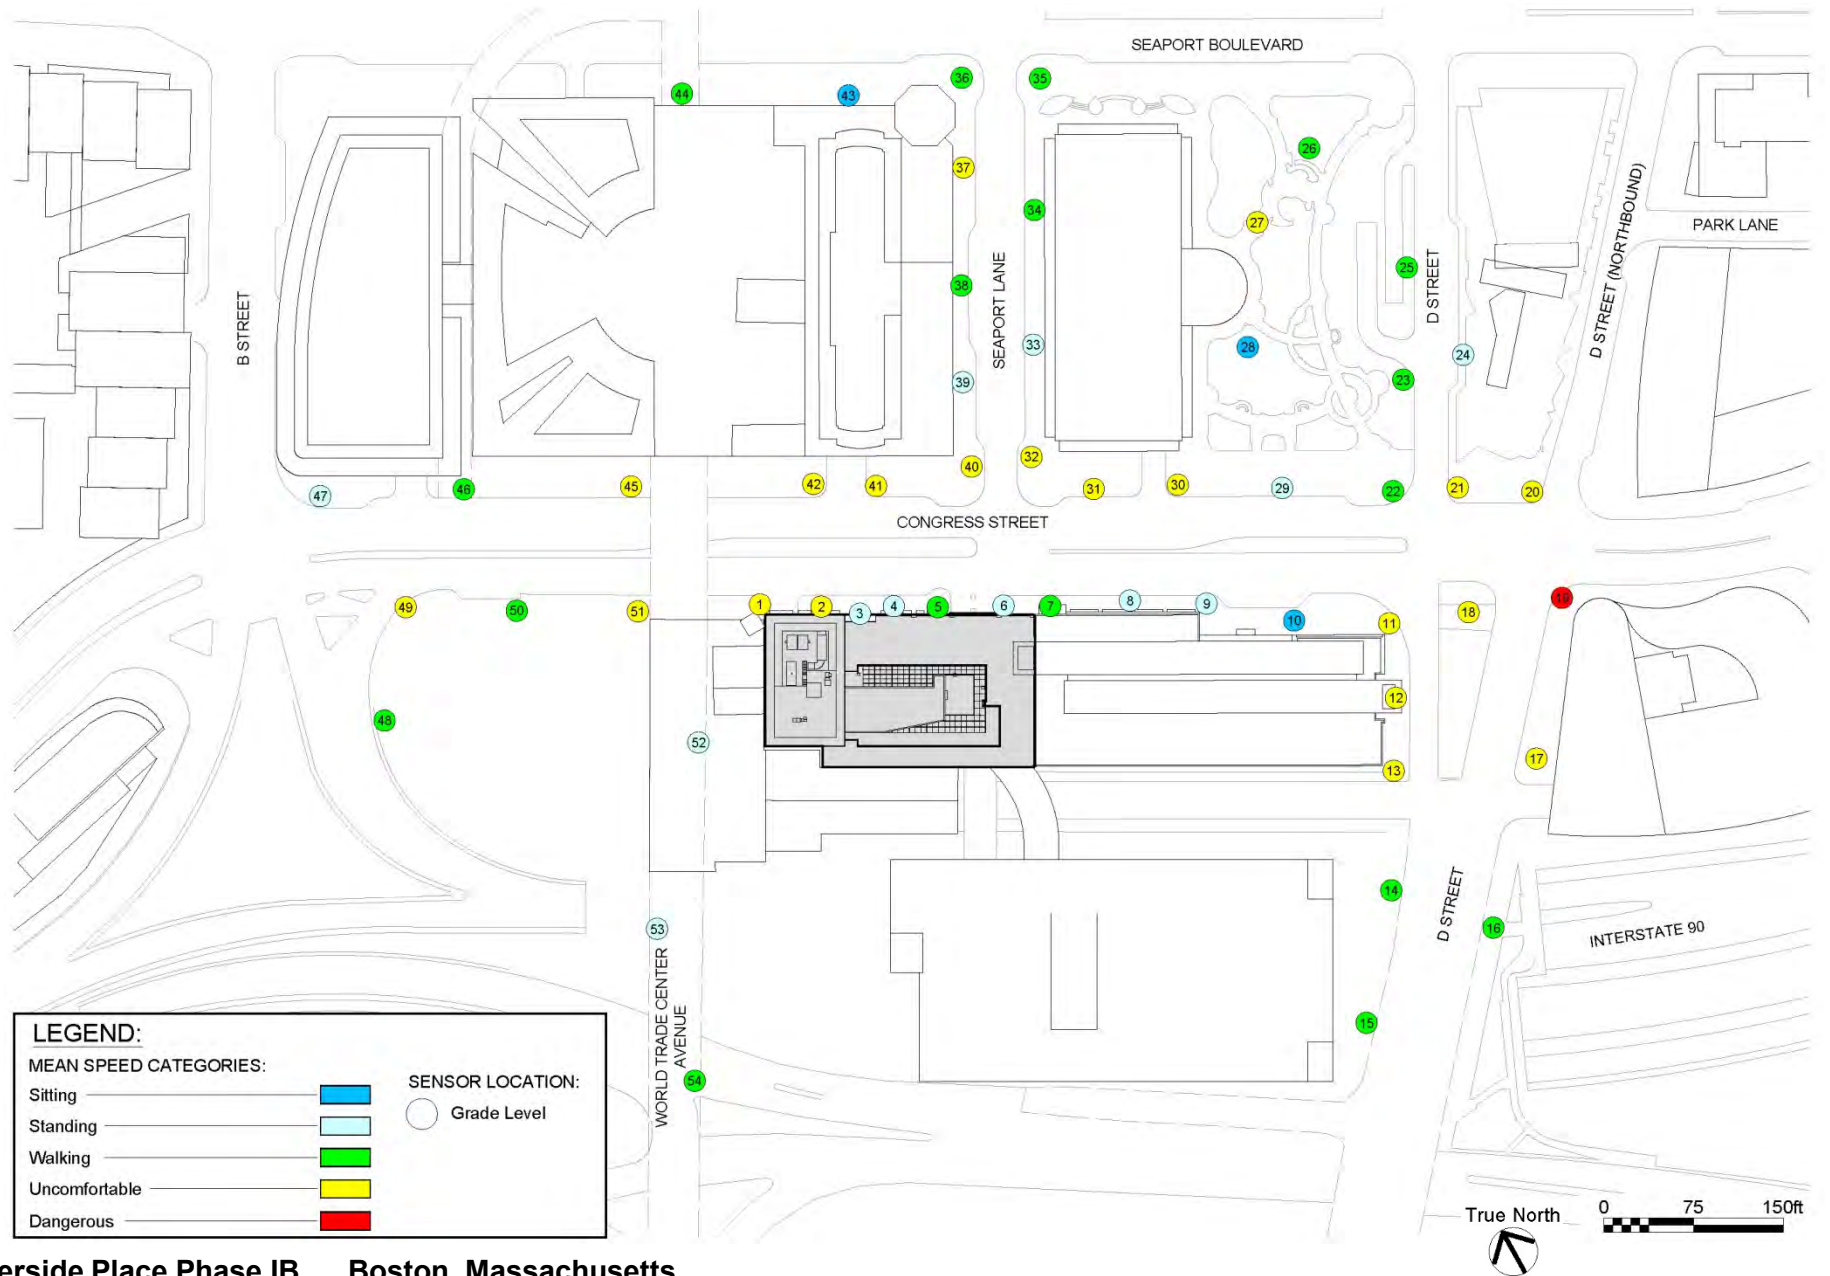 SEAPORT BOULEVARD
36
35
44
43
26
37
34
27
PARK LANE
D STREET (NORTHBOUND)
25
38
D STREET
SEAPORT LANE
B STREET
33
28
24
39
23
32
40
47
46
45
42
41
31
30
29
22
21
20
CONGRESS STREET
49
50
51
1
2
3
4
5
6
7
8
9
10
11
18
19
12
48
52
17
13
14
D STREET
16
INTERSTATE 90
53
WORLD TRADE CENTER
AVENUE
15
54
LEGEND:
MEAN SPEED CATEGORIES:
Sitting
Standing
Walking
Uncomfortable
Dangerous
SENSOR LOCATION:
Grade Level
True North
0 75 150ft
erside Place Phase IB Boston, Massachusetts